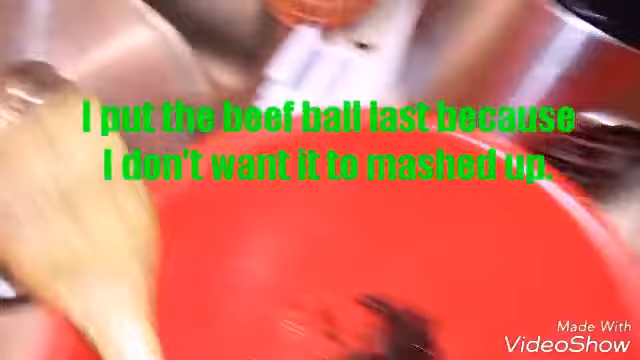 I put the beef ball last because
I don't want it to mashed up.
Made With
VideoShow